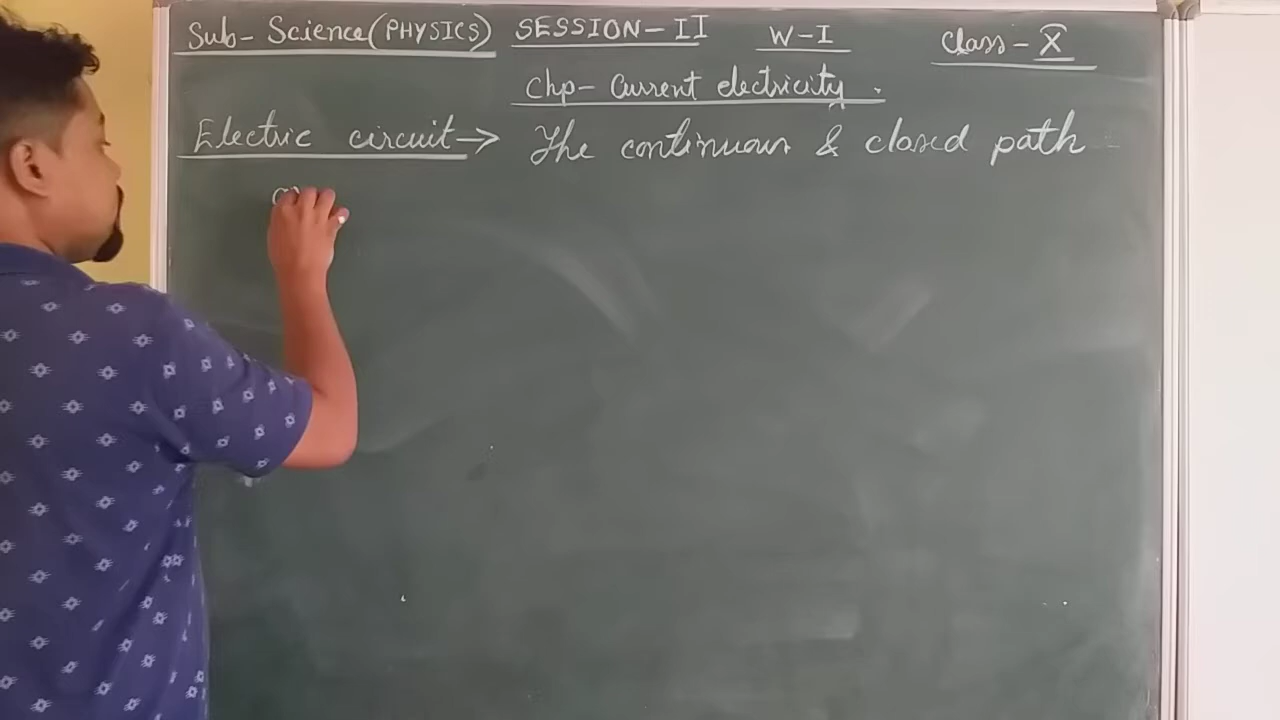 Sub- Science (PHYSICS) SESSION-II W-I Class - X
Chp- Current electricity.
Electric circuit → The continuous & closed path